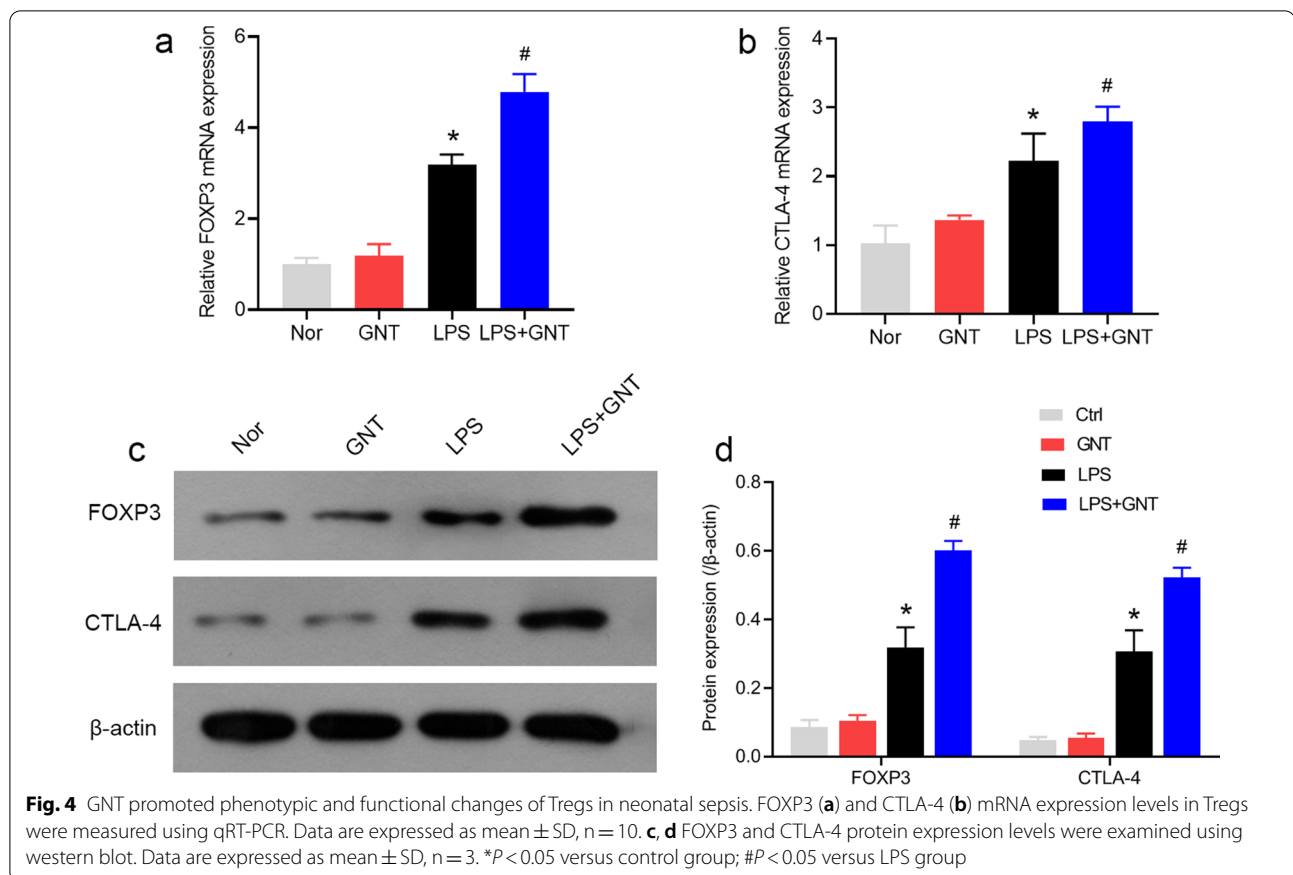 a
Relative FOXP3 mRNA expression
6
4
2
0
*
#
Nor GNT LPS LPS+GNT
b
Relative CTLA-4 mRNA expression
4
3
2
1
0
*
#
Nor GNT LPS LPS+GNT
c
Nor GNT LPS LPS+GNT
FOXP3
CTLA-4
β-actin
d
Ctrl
GNT
LPS
LPS+GNT
Protein expression (/β-actin)
0.8
0.6
0.4
0.2
0.0
*
#
*
#
FOXP3 CTLA-4
Fig. 4 GNT promoted phenotypic and functional changes of Tregs in neonatal sepsis. FOXP3 (a) and CTLA-4 (b) mRNA expression levels in Tregs
were measured using qRT-PCR. Data are expressed as mean ± SD, n = 10. c, d FOXP3 and CTLA-4 protein expression levels were examined using
western blot. Data are expressed as mean ± SD, n = 3. *P < 0.05 versus control group; #P < 0.05 versus LPS group